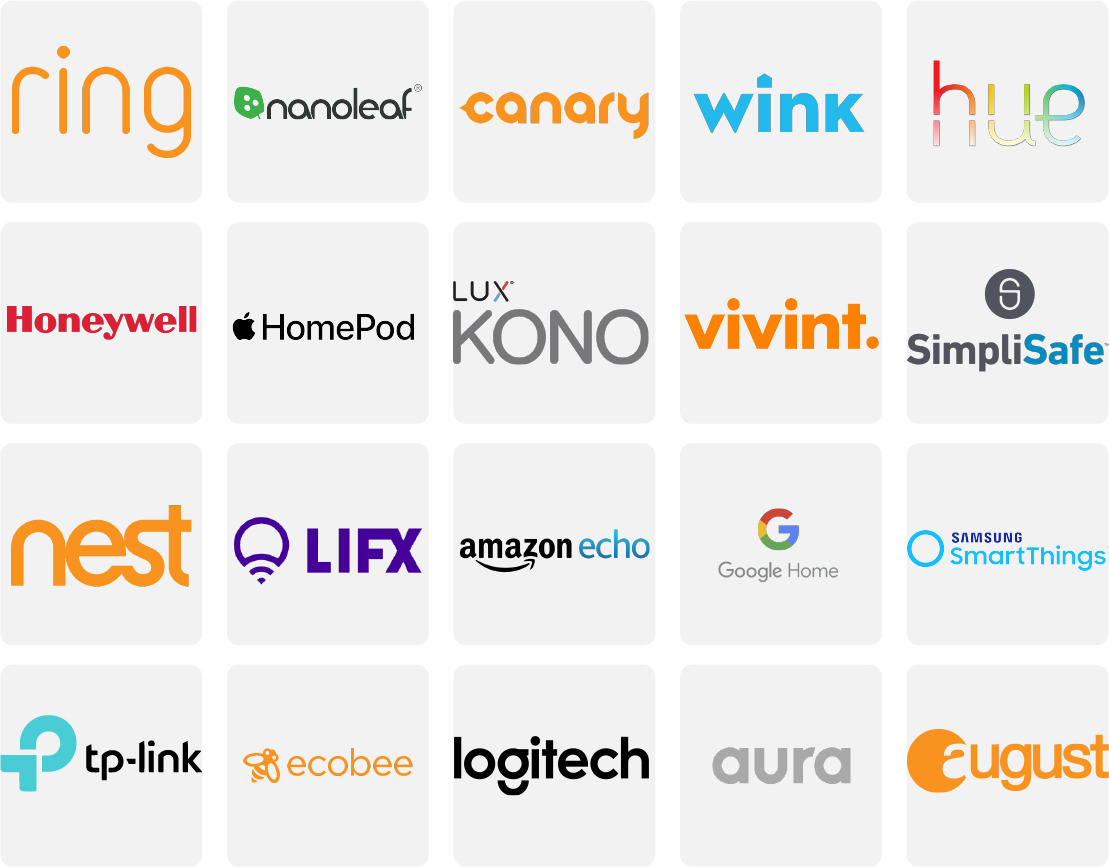 ring
nanoleaf®
canary
wink
hue
Honeywell
HomePod
LUX
KONO
vivint.
SimpliSafe™
nest
LIFX
amazon echo
Google Home
SAMSUNG
SmartThings
tp-link
ecobee
logitech
aura
august